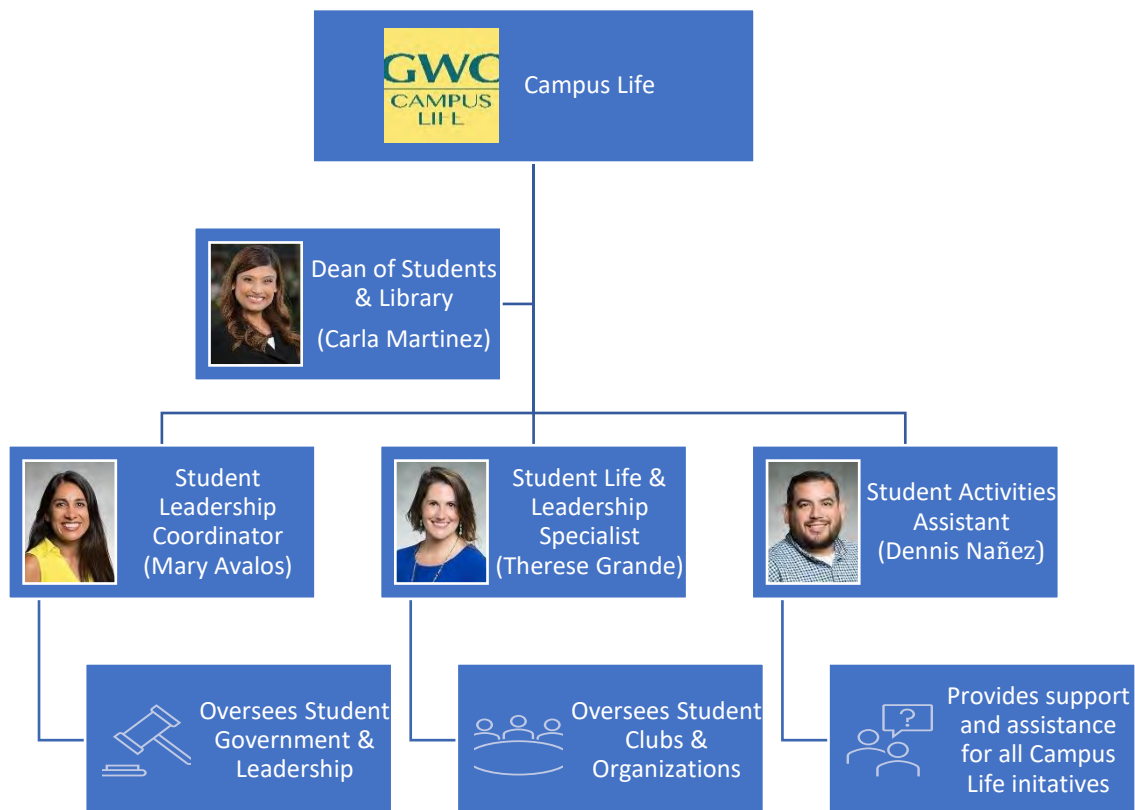 GWC
CAMPUS
LIFE
Campus Life
Dean of Students
& Library
(Carla Martinez)
Student
Leadership
Coordinator
(Mary Avalos)
Student Life &
Leadership
Specialist
(Therese Grande)
Student Activities
Assistant
(Dennis Nañez)
Oversees Student
Government &
Leadership
Oversees Student
Clubs &
Organizations
?
Provides support
and assistance
for all Campus
Life initatives